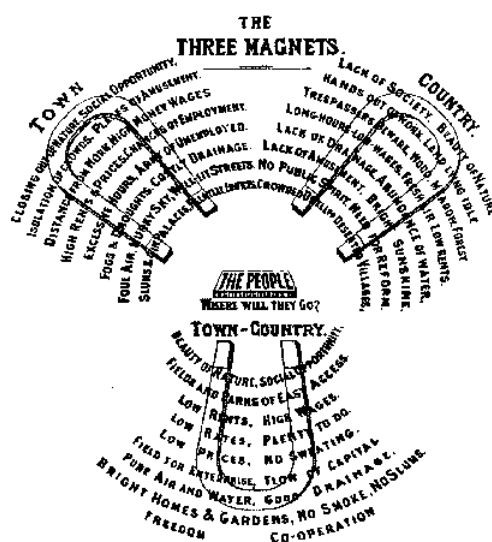 THE
THREE MAGNETS.
TOWN
CLOSING OUT OF NATURE. SOCIAL OPPORTUNITY.
ISOLATION OF CROWDS. PLACES OF AMUSEMENT.
DISTANCE FROM WORK. HIGH MONEY WAGES
HIGH RENTS & PRICES. CHANCES OF EMPLOYMENT.
EXCESSIVE HOURS. ARMY OF UNEMPLOYED.
FOGS & DROUGHTS. COSTLY DRAINAGE.
FOUL AIR. MURKY SKY. WELL LIT STREETS.
SLUMS & GIN PALACES. EDIFICES.
COUNTRY.
LACK OF SOCIETY. BEAUTY OF NATURE
HANDS OUT OF WORK. LAND LYING IDLE
TRESPASSERS BEWARE. WOOD, MEADOW, FOREST
LONG HOURS LOW WAGES. FRESH AIR LOW RENTS.
LACK OF DRAINAGE. ABUNDANCE OF WATER.
LACK OF AMUSEMENT. BRIGHT SUNSHINE.
NO PUBLIC SPIRIT. NEED FOR REFORM.
CROWDED DWELLINGS. DESERTED VILLAGES.
THE PEOPLE
WHERE WILL THEY GO?
TOWN-COUNTRY.
BEAUTY OF NATURE, SOCIAL OPPORTUNITY.
FIELDS AND PARKS OF EASY ACCESS.
LOW RENTS, HIGH WAGES.
LOW RATES, PLENTY TO DO.
LOW PRICES, NO SWEATING.
FIELD FOR ENTERPRISE, FLOW OF CAPITAL
PURE AIR AND WATER, GOOD DRAINAGE.
BRIGHT HOMES & GARDENS, NO SMOKE, NO SLUMS.
FREEDOM CO-OPERATION